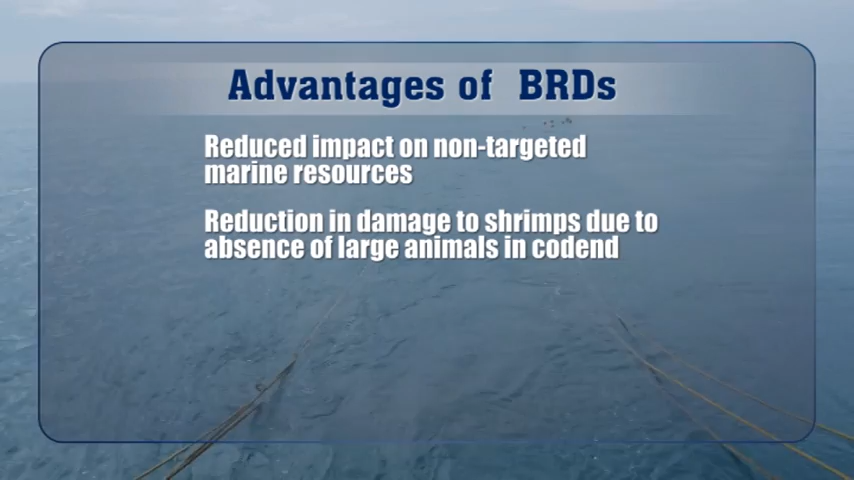 Advantages of BRDs
Reduced impact on non-targeted
marine resources
Reduction in damage to shrimps due to
absence of large animals in codend